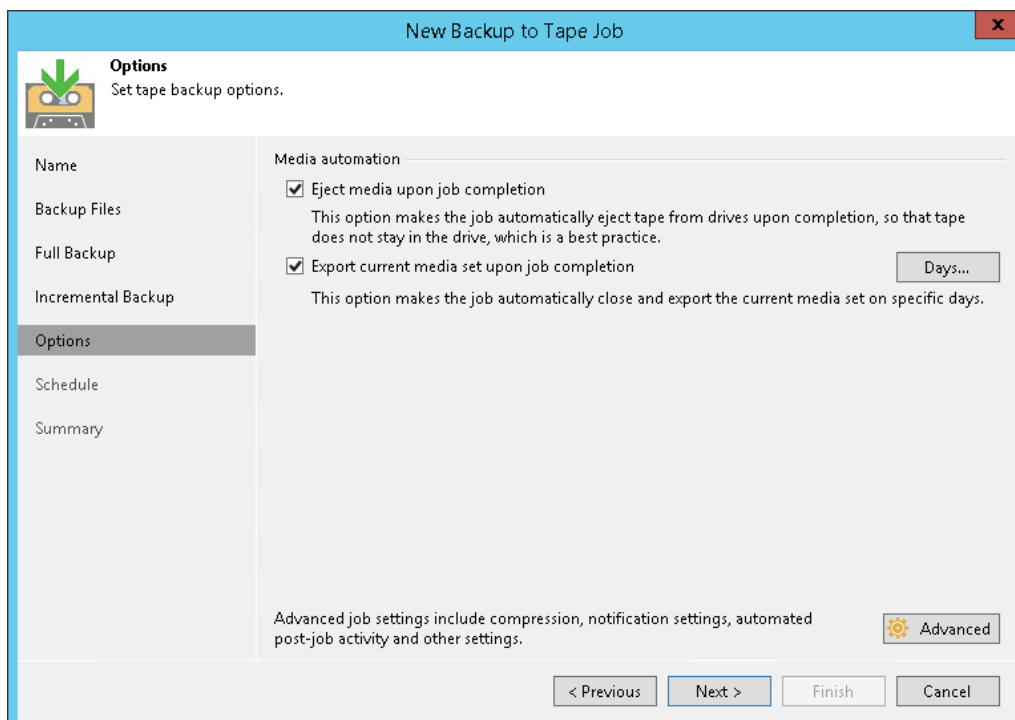 New Backup to Tape Job
x
Options
Set tape backup options.
Name
Backup Files
Full Backup
Incremental Backup
Options
Schedule
Summary
Media automation
Eject media upon job completion
This option makes the job automatically eject tape from drives upon completion, so that tape
does not stay in the drive, which is a best practice.
Export current media set upon job completion
Days...
This option makes the job automatically close and export the current media set on specific days.
Advanced job settings include compression, notification settings, automated
post-job activity and other settings.
Advanced
< Previous
Next >
Finish
Cancel